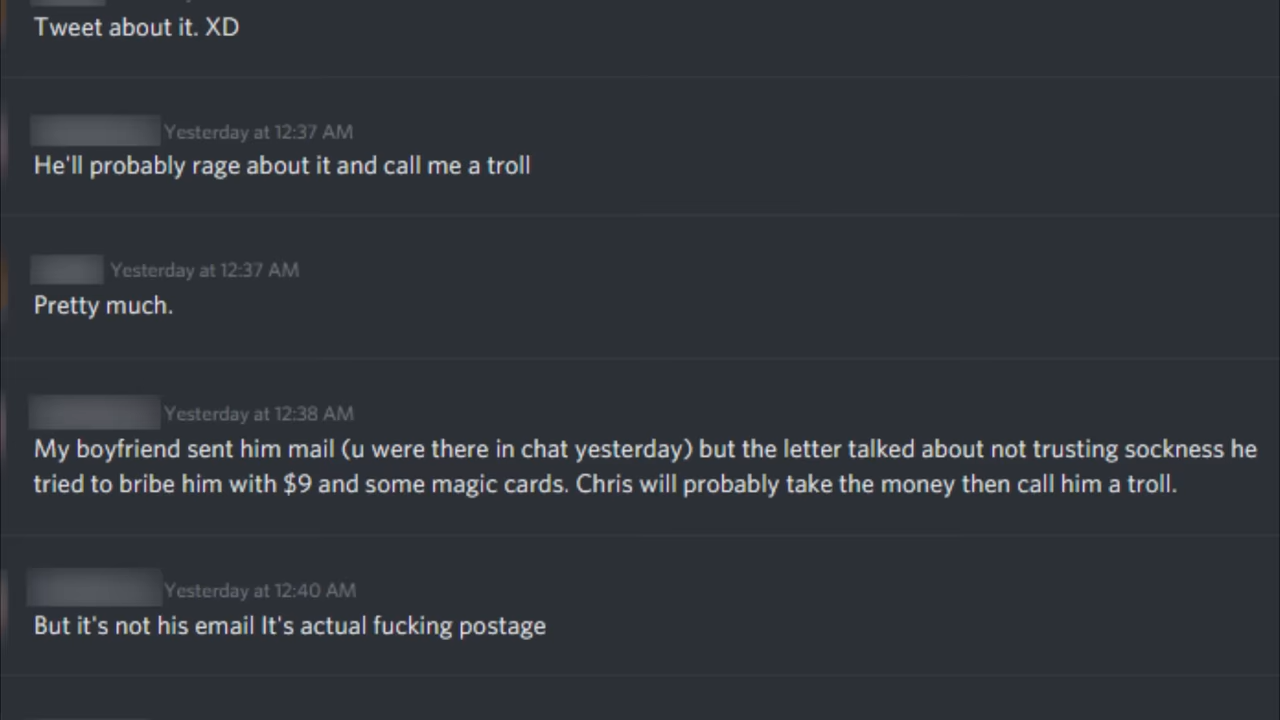 Tweet about it. XD
Yesterday at 12:37 AM
He'll probably rage about it and call me a troll
Yesterday at 12:37 AM
Pretty much.
Yesterday at 12:38 AM
My boyfriend sent him mail (u were there in chat yesterday) but the letter talked about not trusting sockness he
tried to bribe him with $9 and some magic cards. Chris will probably take the money then call him a troll.
Yesterday at 12:40 AM
But it's not his email It's actual fucking postage